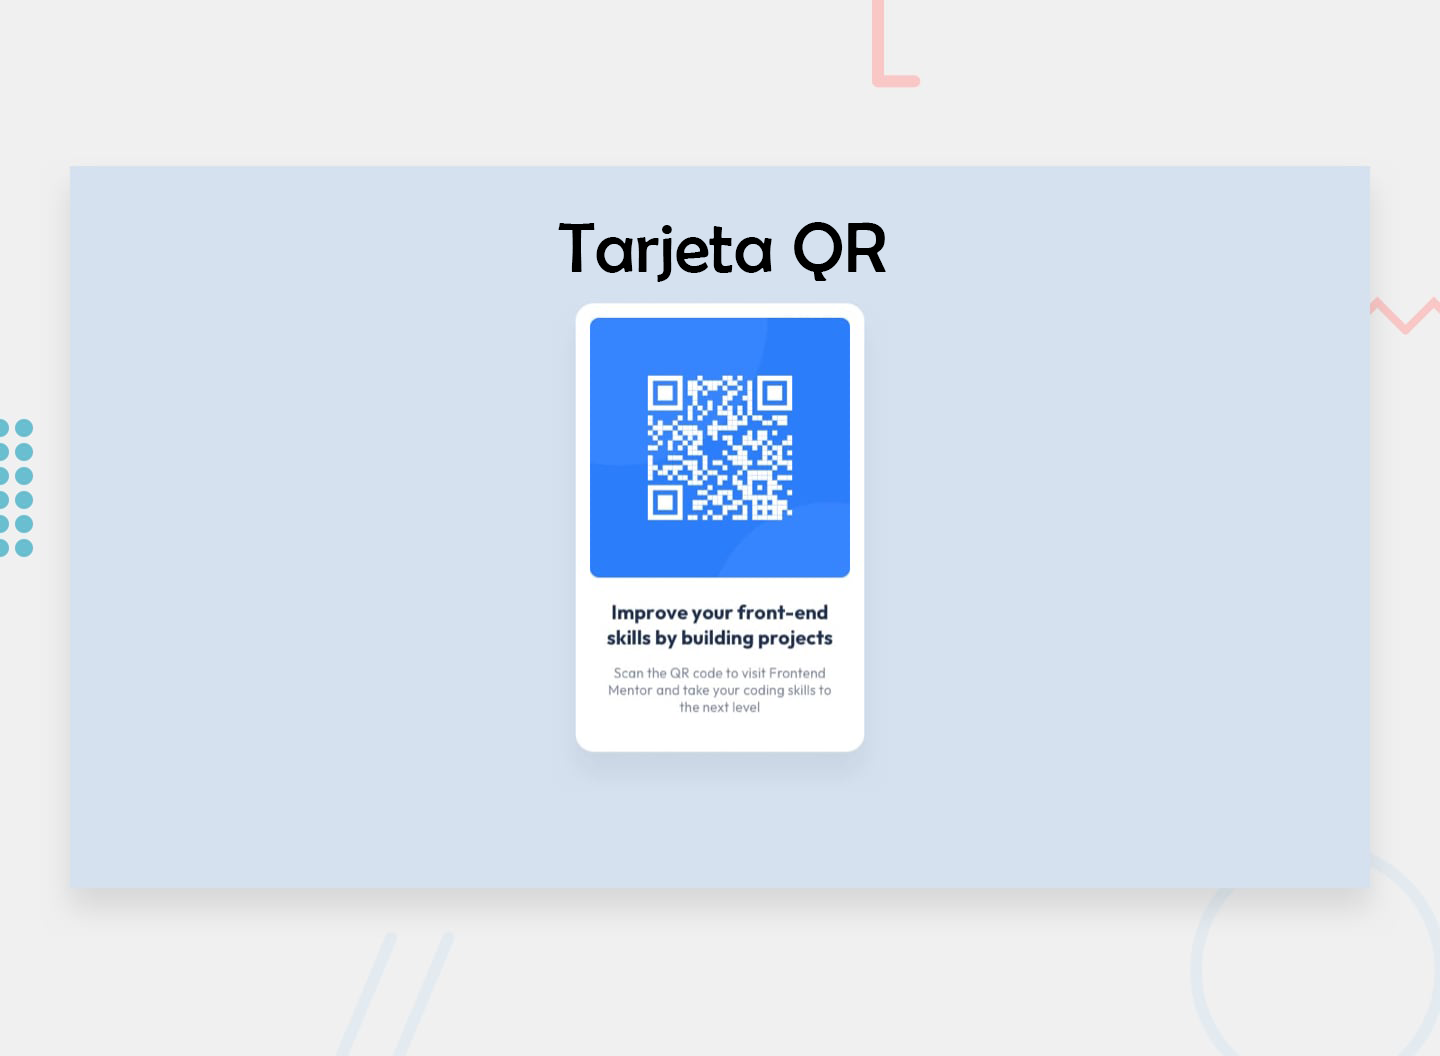 Tarjeta QR
Improve your front-end
skills by building projects
Scan the QR code to visit Frontend
Mentor and take your coding skills to
the next level